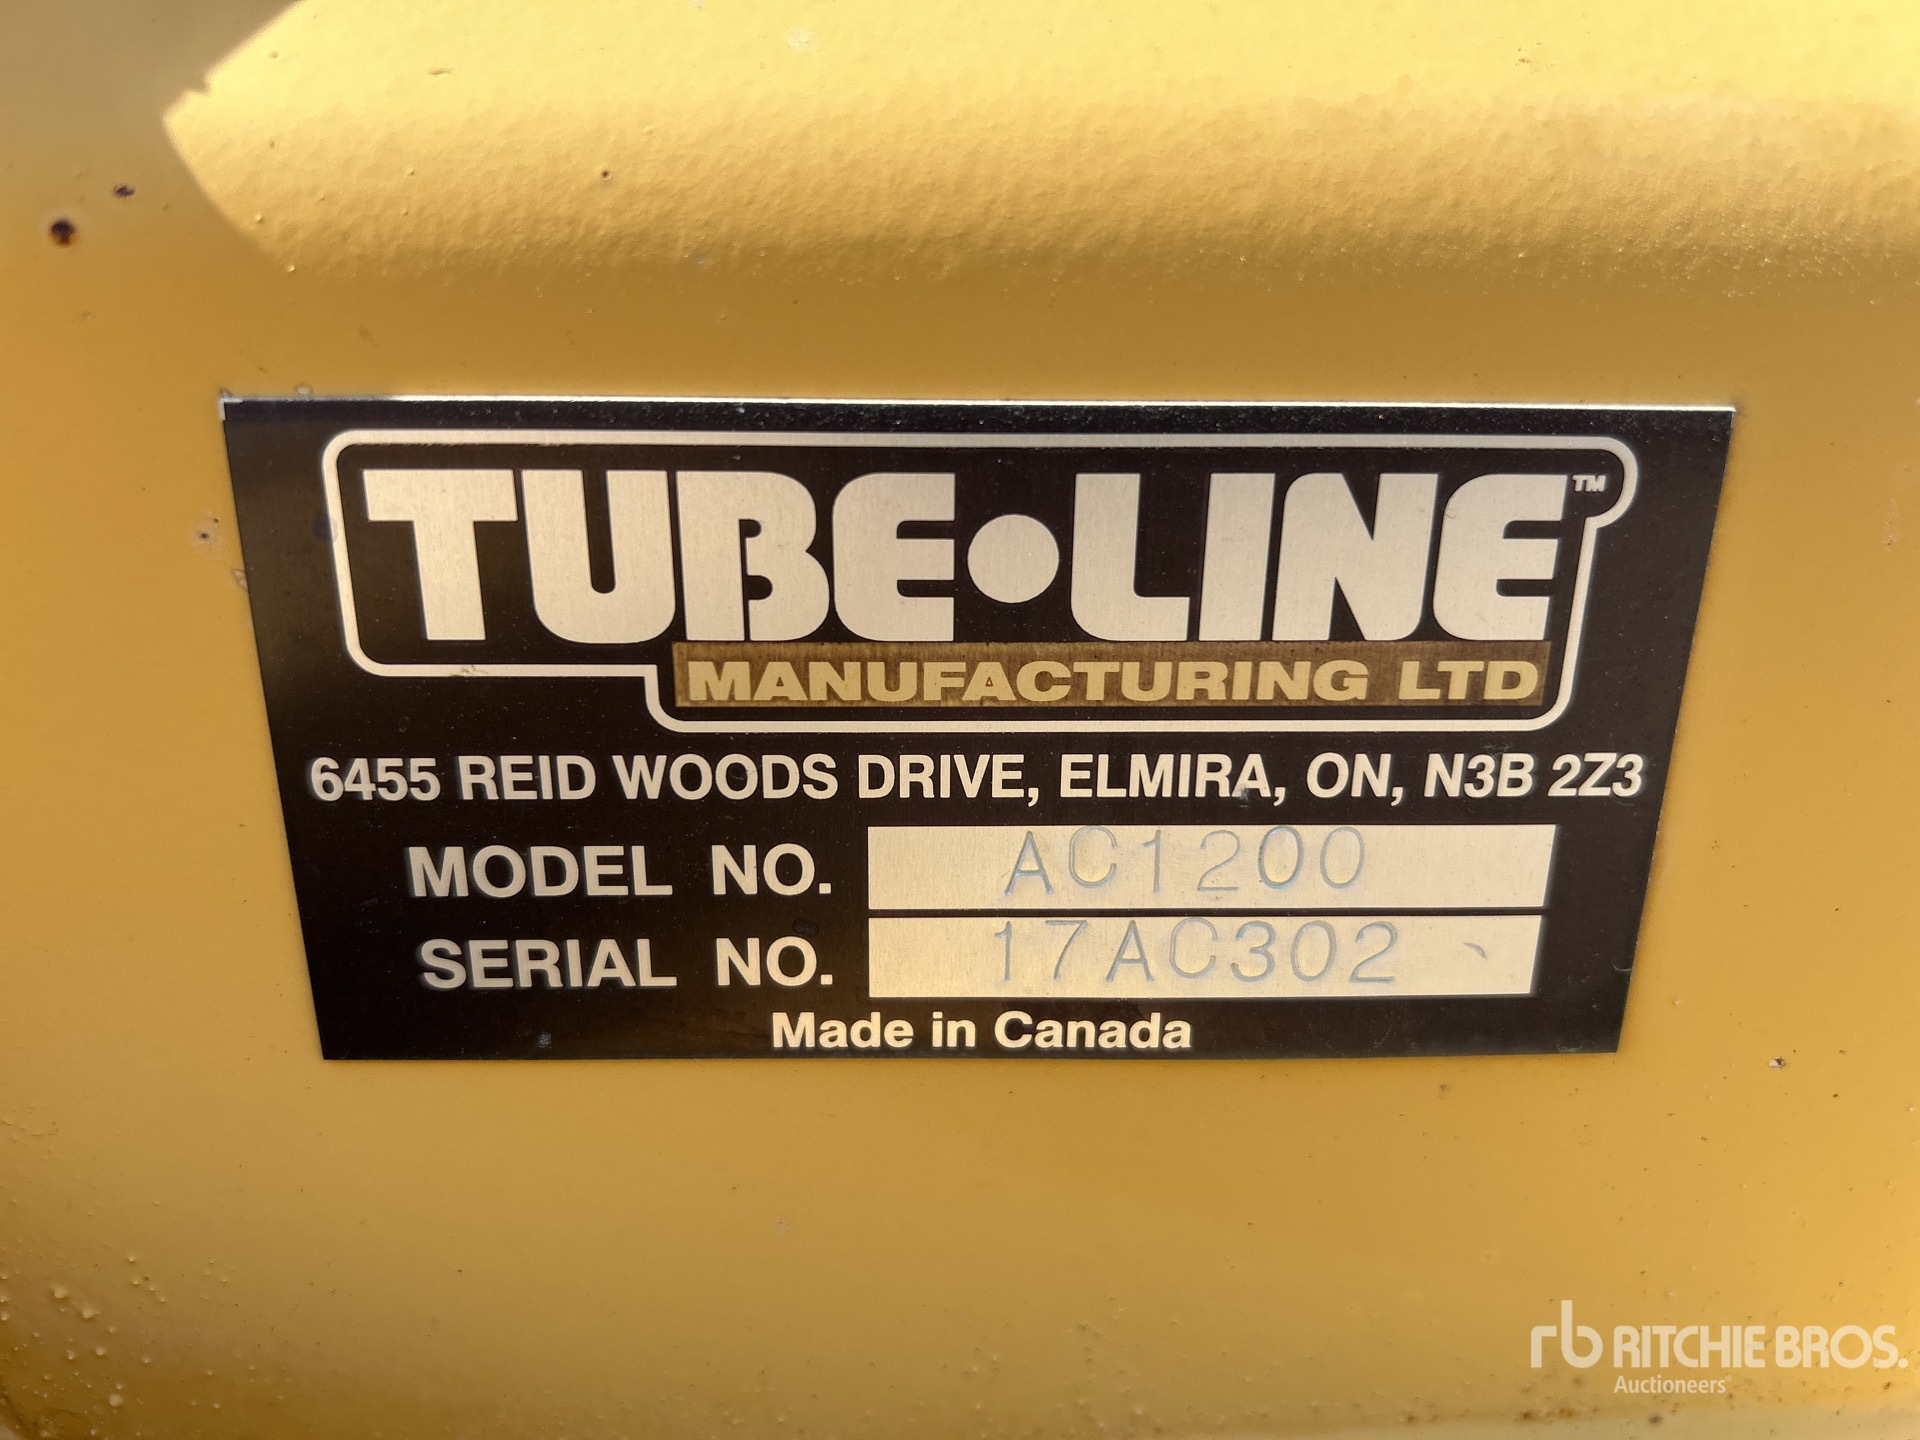 TUBE•LINE™
MANUFACTURING LTD
6455 REID WOODS DRIVE, ELMIRA, ON, N3B 2Z3
MODEL NO. AC1200
SERIAL NO. 17AC302
Made in Canada
rb RITCHIE BROS.
Auctioneers